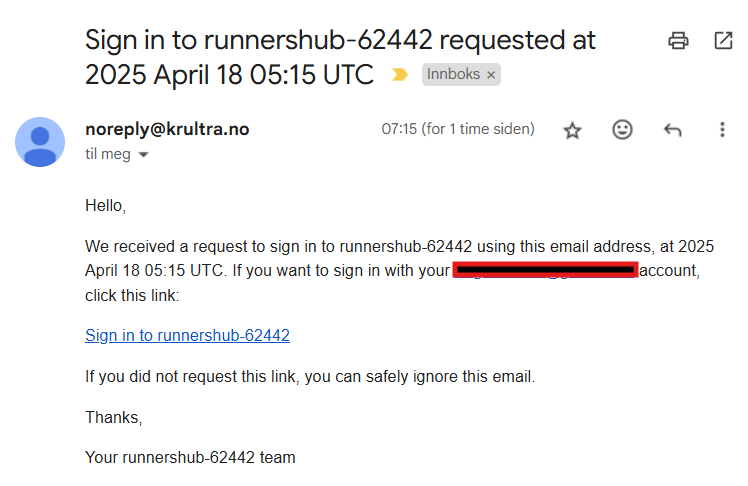 Sign in to runnershub-62442 requested at
2025 April 18 05:15 UTC Innboks ×
noreply@krultra.no 07:15 (for 1 time siden)
til meg
Hello,
We received a request to sign in to runnershub-62442 using this email address, at 2025
April 18 05:15 UTC. If you want to sign in with your account,
click this link:
Sign in to runnershub-62442
If you did not request this link, you can safely ignore this email.
Thanks,
Your runnershub-62442 team